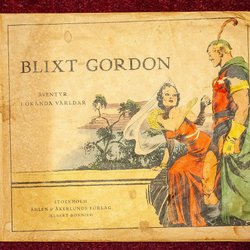 BLIXT GORDON
ÄVENTYR
I OKÄNDA VÄRLDAR
STOCKHOLM
ÅHLÉN & ÅKERLUNDS FÖRLAG
(ALBERT BONNIER)